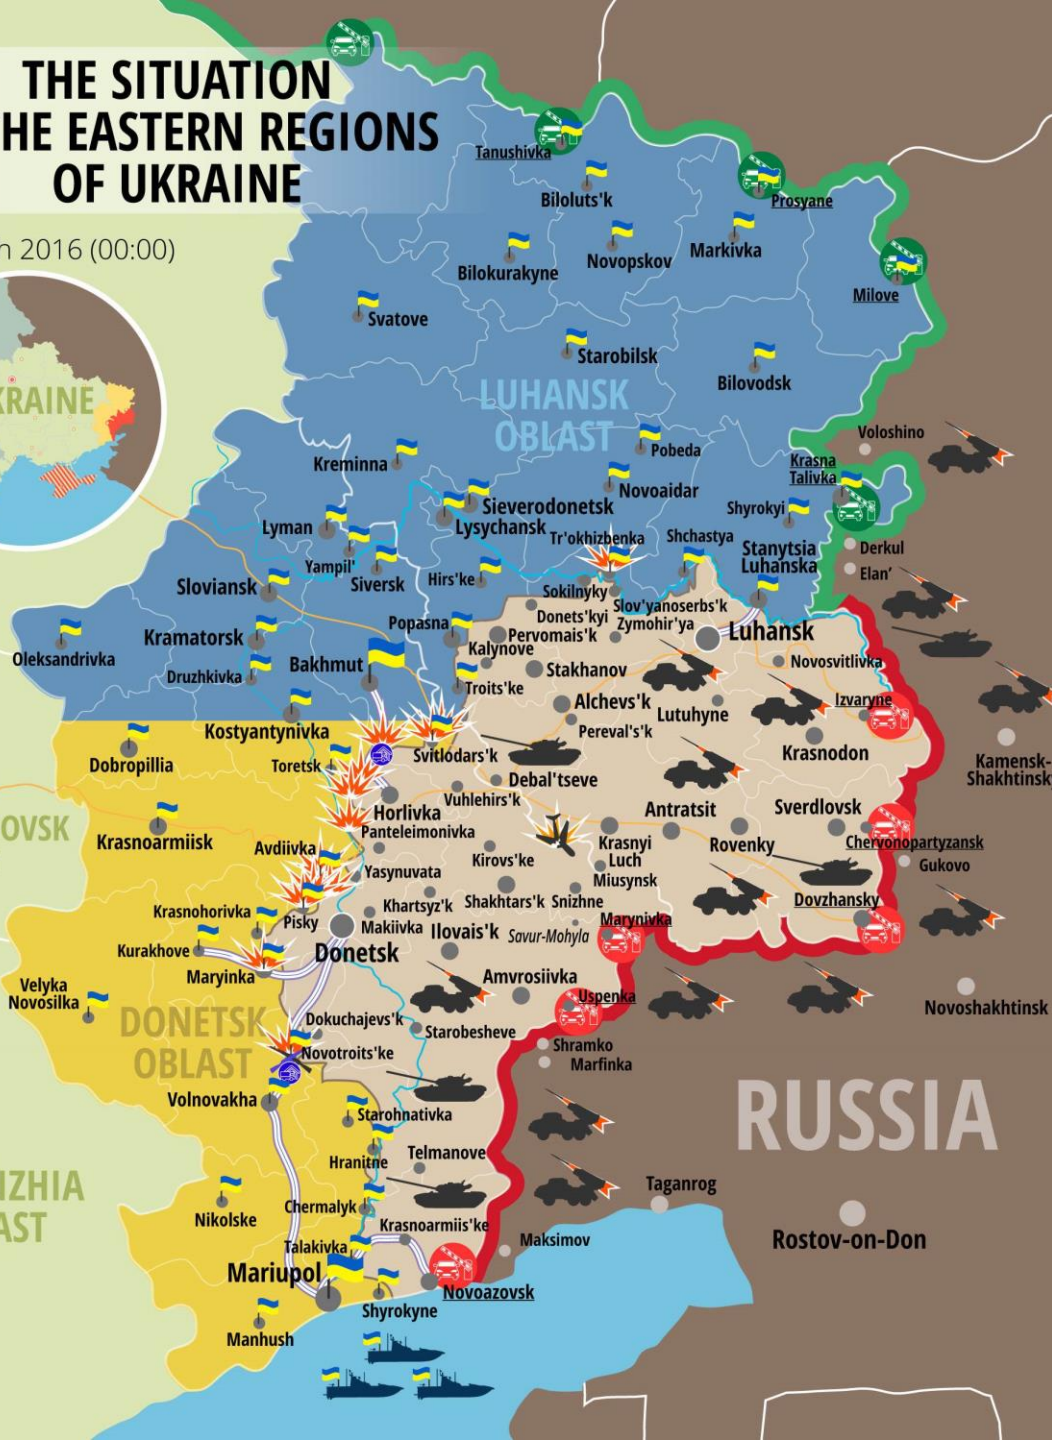 THE SITUATION
HE EASTERN REGIONS
OF UKRAINE
h 2016 (00:00)
KRAINE
Tanushivka
Biloluts'k
Prosyane
Bilokurakyne
Novopskov
Markivka
Milove
Svatove
Starobilsk
Bilovodsk
LUHANSK
OBLAST
Voloshino
Kreminna
Pobeda
Krasna
Talivka
Novoaidar
Sieverodonetsk
Shyrokyi
Lyman
Lysychansk
Tr'okhizbenka
Shchastya
Stanytsia
Luhanska
Derkul
Elan'
Yampil'
Siversk
Hirs'ke
Sloviansk
Sokilnyky
Slov'yanoserbs'k
Donets'kyi
Zymohir'ya
Popasna
Kramatorsk
Pervomais'k
Luhansk
Kalynove
Oleksandrivka
Bakhmut
Druzhkivka
Stakhanov
Novosvitlivka
Troits'ke
Alchevs'k
Lutuhyne
Izvaryne
Kostyantynivka
Pereval's'k
Krasnodon
Dobropillia
Toretsk
Svitlodars'k
Debal'tseve
Kamensk-
Shakhtinsk
Vuhlehirs'k
Horlivka
Antratsit
Sverdlovsk
OVSK
Panteleimonivka
Krasnoarmiisk
Avdiivka
Krasnyi
Luch
Rovenky
Chervonopartyzansk
Kirovs'ke
Gukovo
Yasynuvata
Miusynsk
Khartsyz'k
Shakhtars'k
Snizhne
Dovzhansky
Krasnohorivka
Pisky
Makiivka
Ilovais'k
Savur-Mohyla
Marynivka
Kurakhove
Donetsk
Maryinka
Amvrosiivka
Velyka
Novosilka
Uspenka
Novoshakhtinsk
DONETSK
OBLAST
Dokuchajevs'k
Starobesheve
Shramko
Novotroits'ke
Marfinka
Volnovakha
Starohnativka
RUSSIA
Hranitne
Telmanove
IZHIA
AST
Taganrog
Chermalyk
Nikolske
Krasnoarmiis'ke
Talakivka
Maksimov
Rostov-on-Don
Mariupol
Novoazovsk
Shyrokyne
Manhush